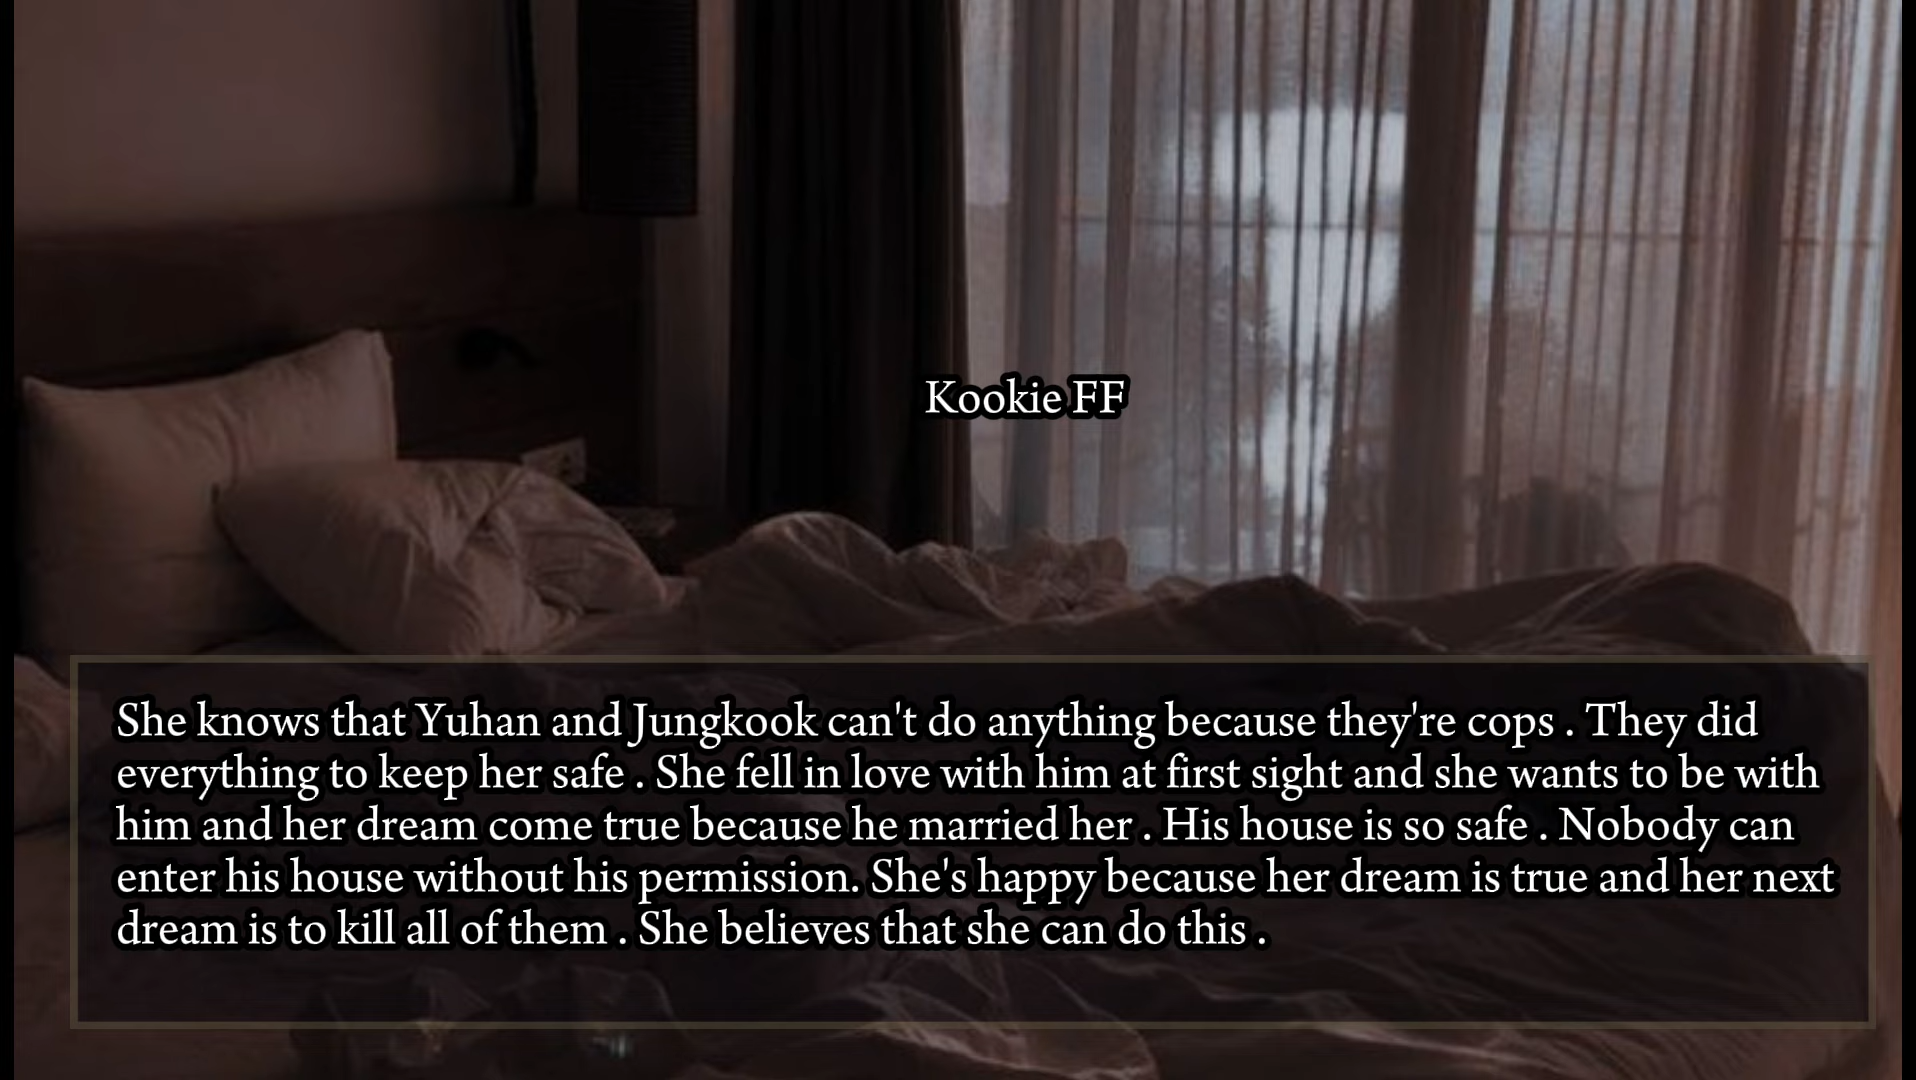 Kookie FF
She knows that Yuhan and Jungkook can't do anything because they're cops . They did
everything to keep her safe . She fell in love with him at first sight and she wants to be with
him and her dream come true because he married her . His house is so safe . Nobody can
enter his house without his permission. She's happy because her dream is true and her next
dream is to kill all of them . She believes that she can do this .